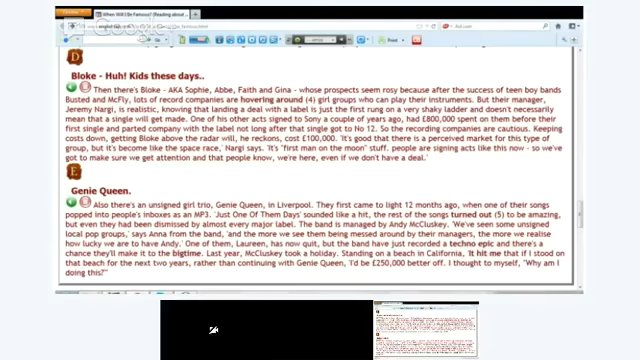 When Will I Be Famous? (Reading about
D
Bloke - Huh! Kids these days..
Then there's Bloke - AKA Sophie, Abbe, Faith and Gina - whose prospects seem rosy because after the success of teen boy bands
Busted and McFly, lots of record companies are hovering around (4) girl groups who can play their instruments. But their manager,
Jeremy Nargi, is realistic, knowing that landing a deal with a label is just the first rung on a very shaky ladder and doesn't necessarily
mean that a single will get made. One of his other acts signed to Sony a couple of years ago, had £800,000 spent on them before their
first single and parted company with the label not long after that single got to No 12. So the recording companies are cautious. Keeping
costs down, getting Bloke above the radar will, he reckons, cost £100,000. 'It's good that there is a perceived market for this type of
group, but it's become like the space race,' Nargi says. 'It's "first man on the moon" stuff. people are signing acts like this now - so we've
got to make sure we get attention and that people know, we're here, even if we don't have a deal.'
E
Genie Queen.
Also there's an unsigned girl trio, Genie Queen, in Liverpool. They first came to light 12 months ago, when one of their songs
popped into people's inboxes as an MP3. 'Just One Of Them Days' sounded like a hit, the rest of the songs turned out (5) to be amazing,
but even they had been dismissed by almost every major label. The band is managed by Andy McCluskey. 'We've seen some unsigned
local pop groups,' says Anna from the band, 'and the more we see them being messed around by their managers, the more we realise
how lucky we are to have Andy.' One of them, Laureen, has now quit, but the band have just recorded a techno epic and there's a
chance they'll make it to the bigtime. Last year, McCluskey took a holiday. Standing on a beach in California, 'It hit me that if I stood on
that beach for the next two years, rather than continuing with Genie Queen, I'd be £250,000 better off. I thought to myself, "Why am I
doing this?"